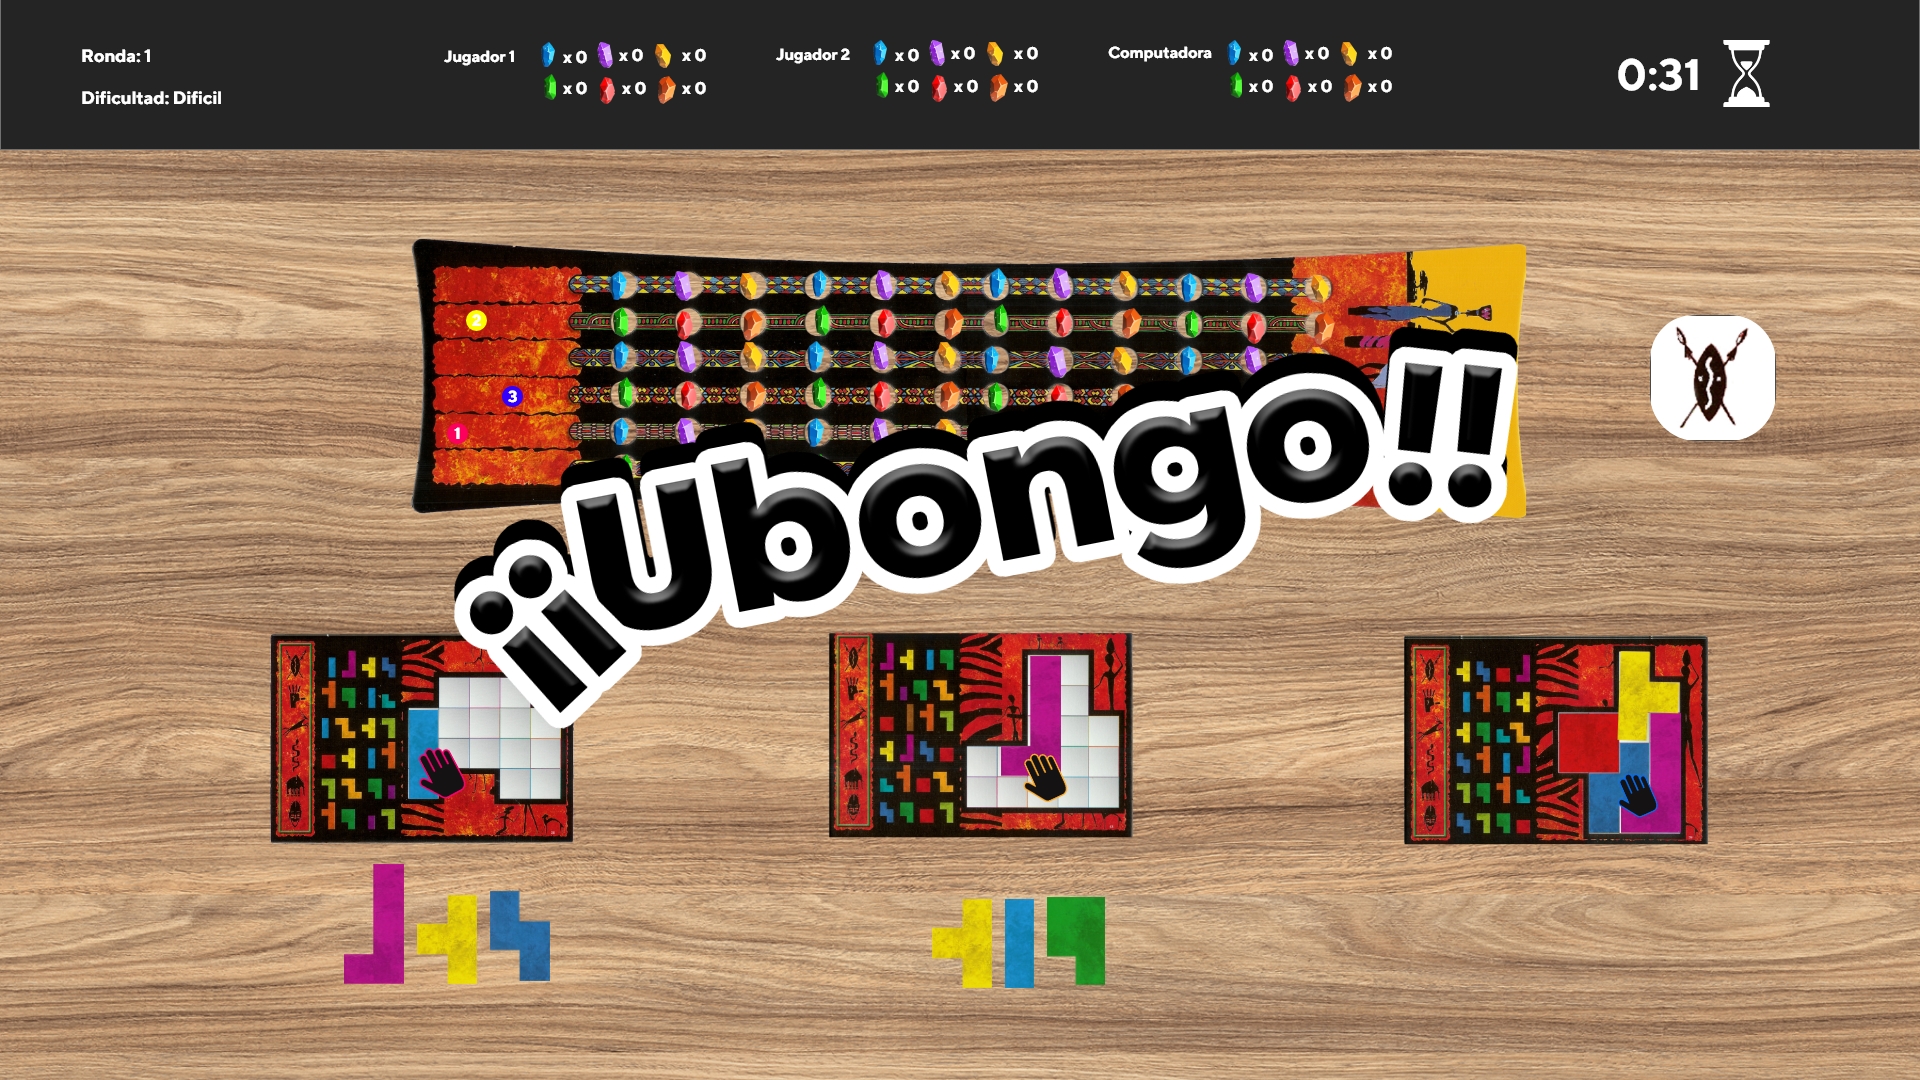 Ronda: 1
Dificultad: Dificil
Jugador 1
x 0 x 0 x 0
x 0 x 0 x 0
Jugador 2
x 0 x 0 x 0
x 0 x 0 x 0
Computadora
x 0 x 0 x 0
x 0 x 0 x 0
0:31
2
3
1
¡¡Ubongo!!